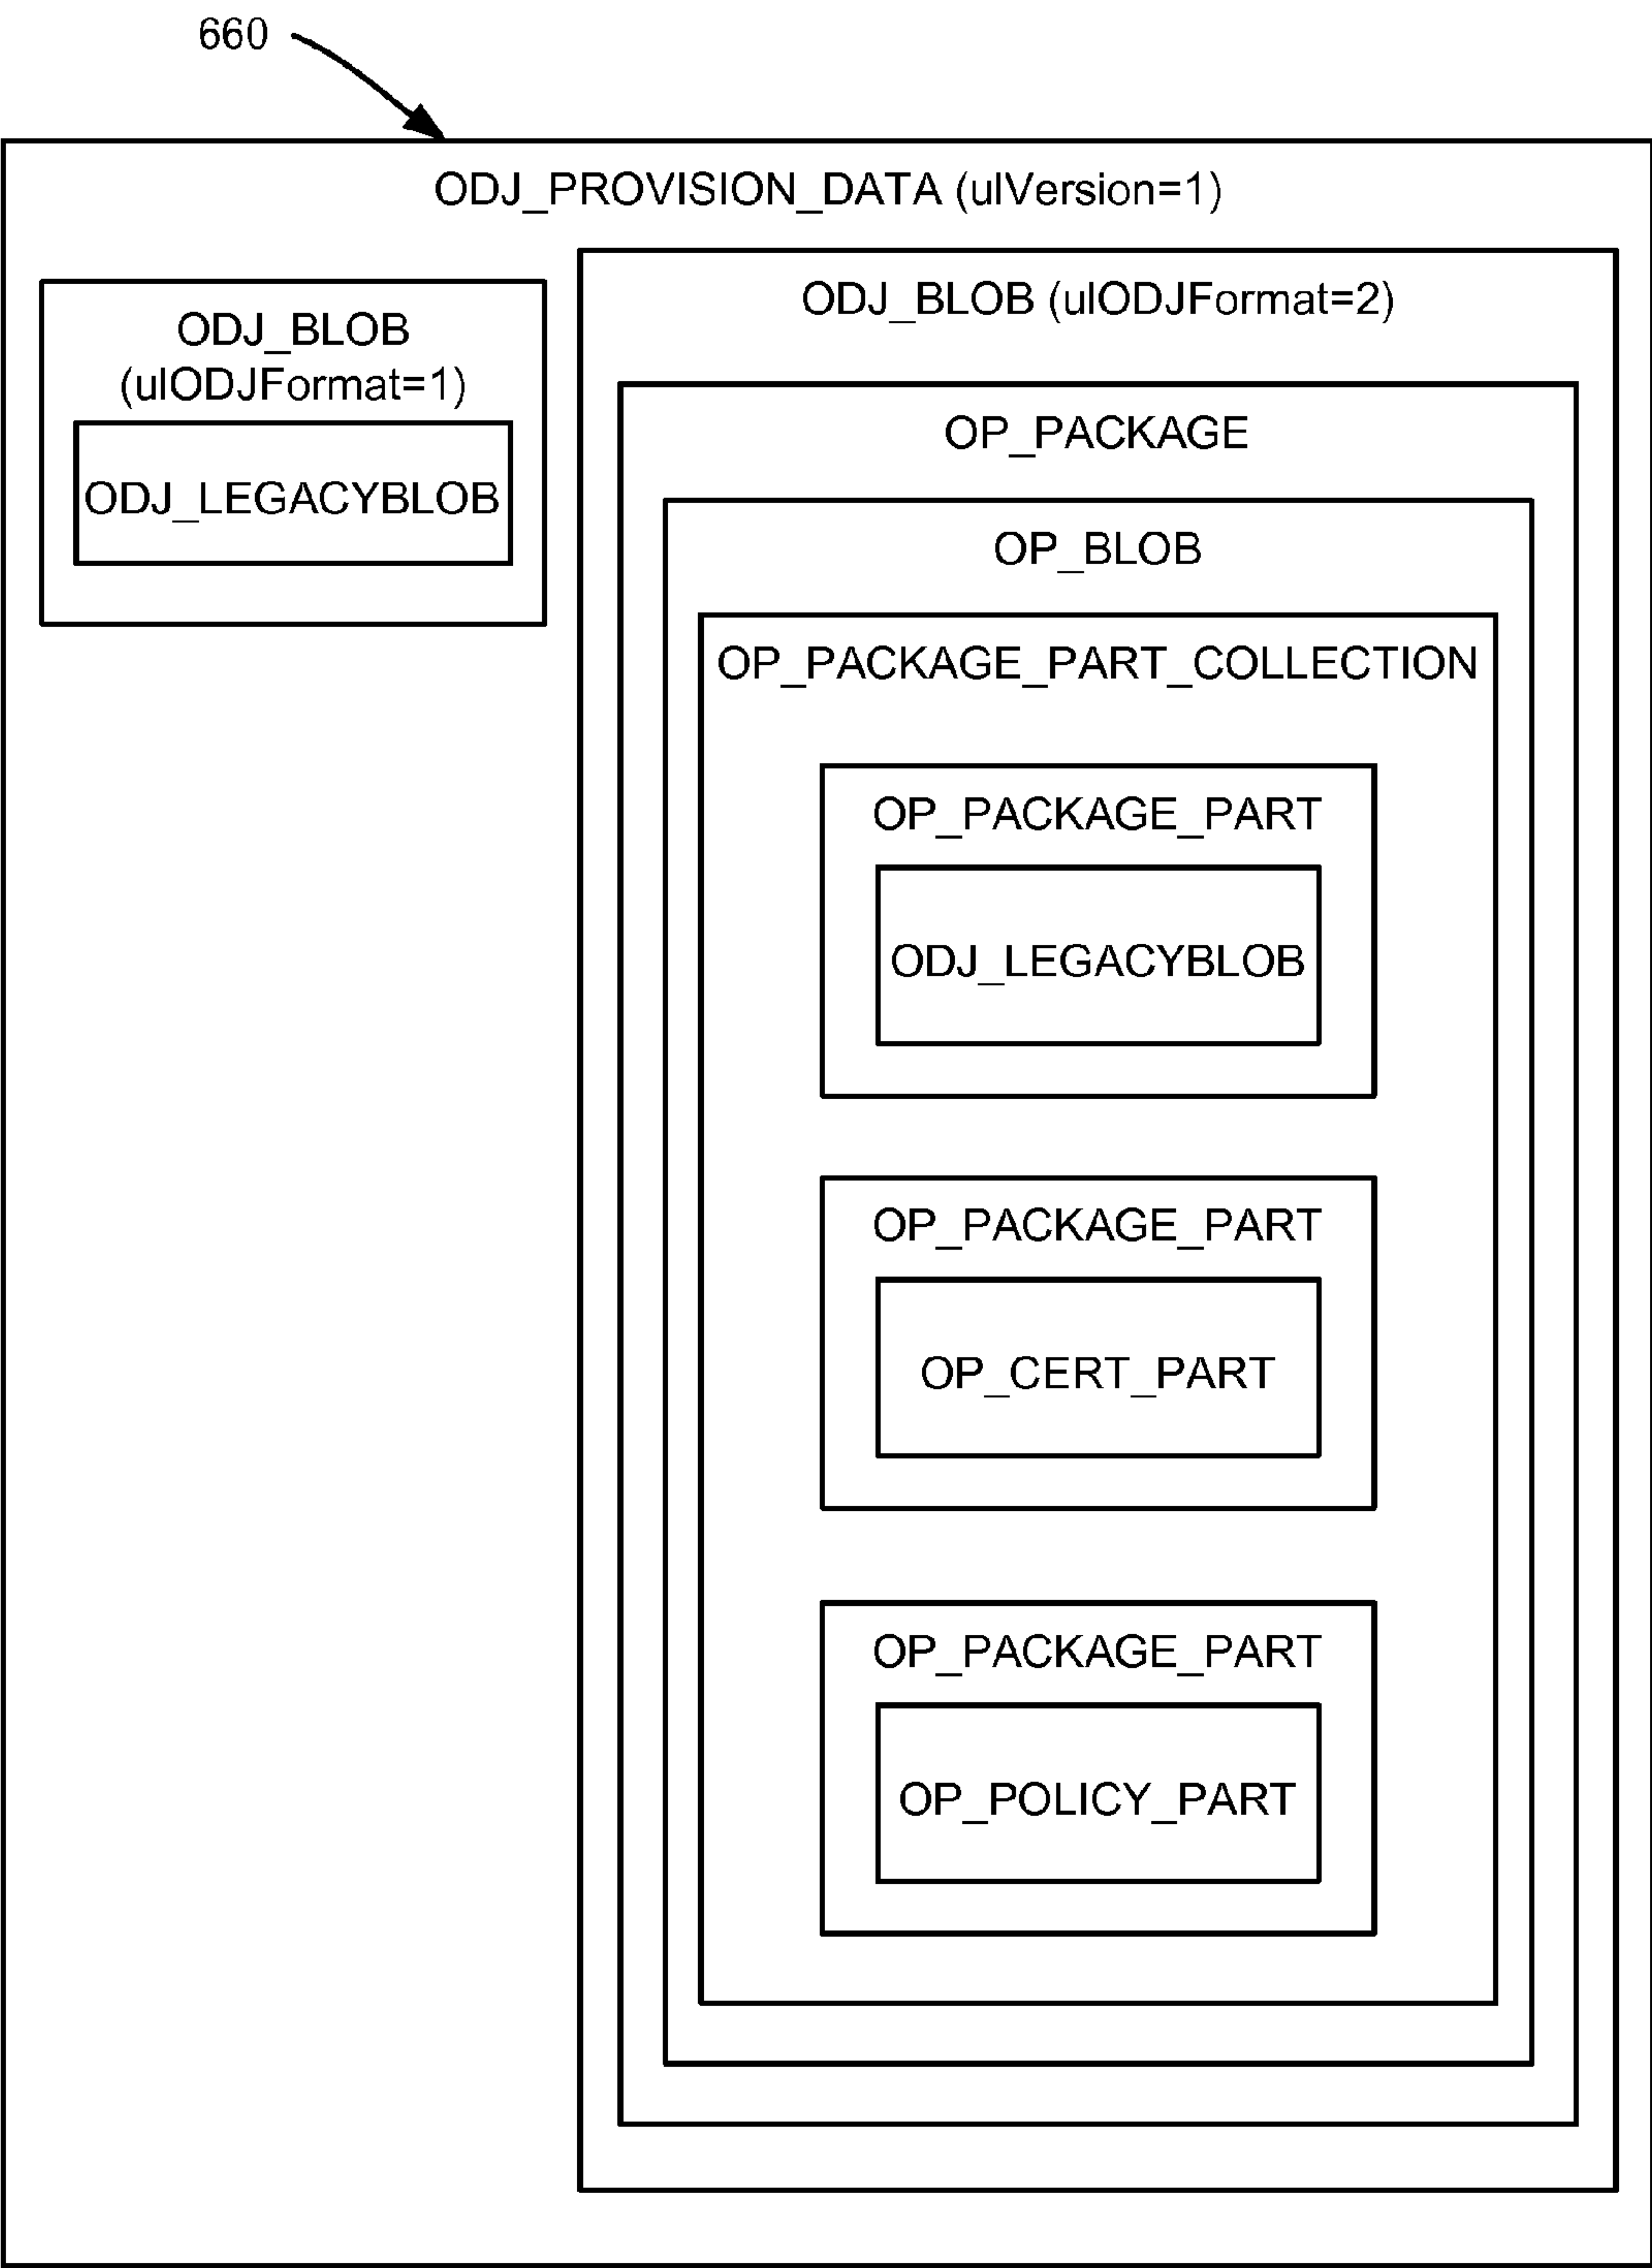 660
ODJ_PROVISION_DATA (ulVersion=1)
ODJ_BLOB
(ulODJFormat=1)
ODJ_LEGACYBLOB
ODJ_BLOB (ulODJFormat=2)
OP_PACKAGE
OP_BLOB
OP_PACKAGE_PART_COLLECTION
OP_PACKAGE_PART
ODJ_LEGACYBLOB
OP_PACKAGE_PART
OP_CERT_PART
OP_PACKAGE_PART
OP_POLICY_PART